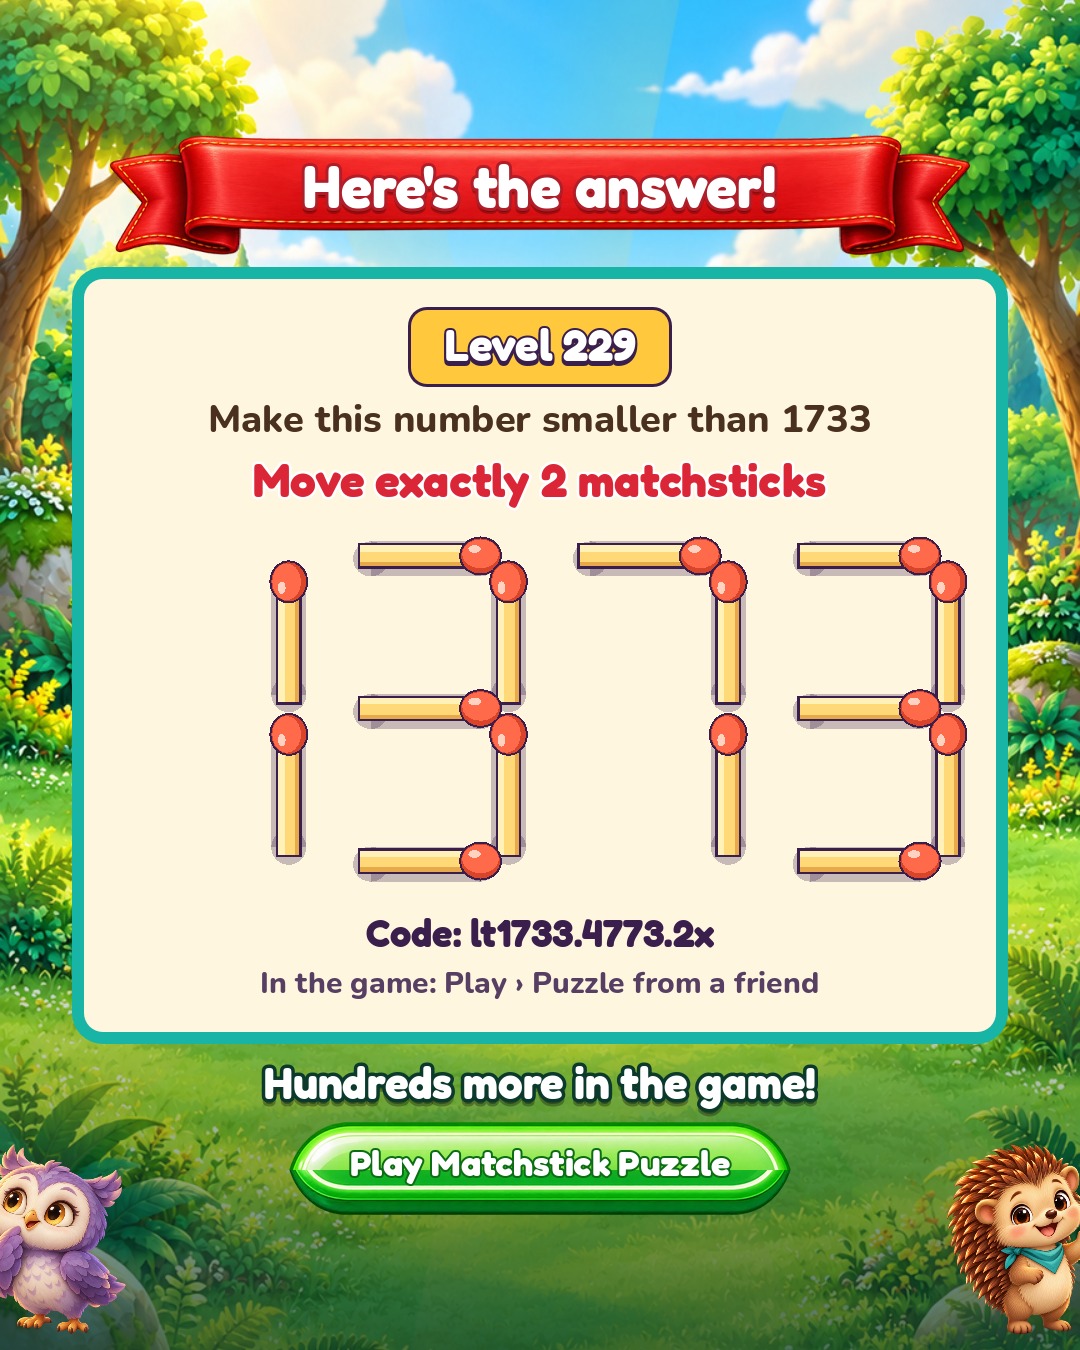 Here's the answer!
Level 229
Make this number smaller than 1733
Move exactly 2 matchsticks
1373
Code: lt1733.4773.2x
In the game: Play › Puzzle from a friend
Hundreds more in the game!
Play Matchstick Puzzle